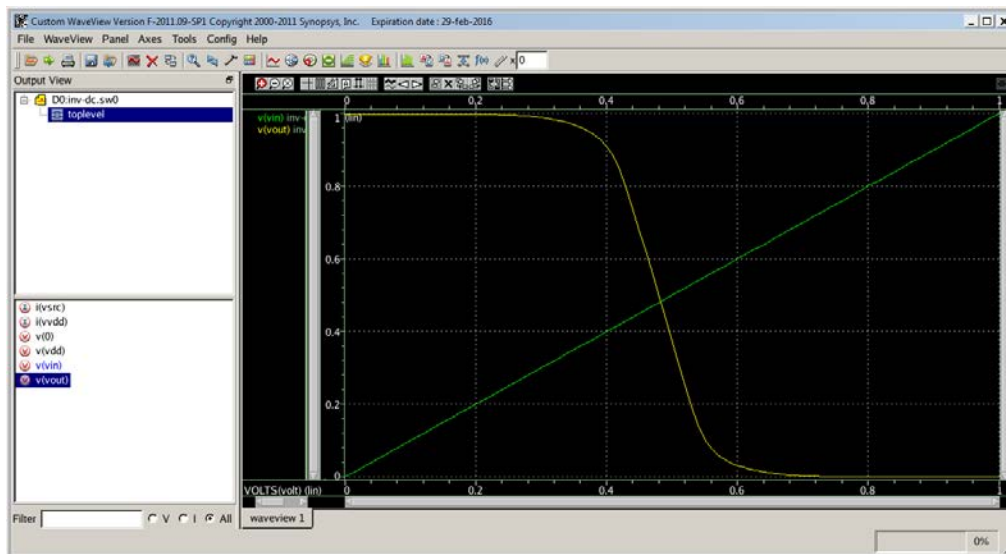 Custom WaveView Version F-2011.09-SP1 Copyright 2000-2011 Synopsys, Inc. Expiration date : 29-feb-2016
File WaveView Panel Axes Tools Config Help
f(x)
x 0
Output View
D0:inv-dc.sw0
toplevel
i(vsrc)
i(vvdd)
v(0)
v(vdd)
v(vin)
v(vout)
Filter
V I All
0 0.2 0.4 0.6 0.8 1
v(vin) inv-
v(vout) inv
1 (lin)
0.8
0.6
0.4
0.2
0
VOLTS(volt) (lin) 0 0.2 0.4 0.6 0.8 1
waveview 1
0%